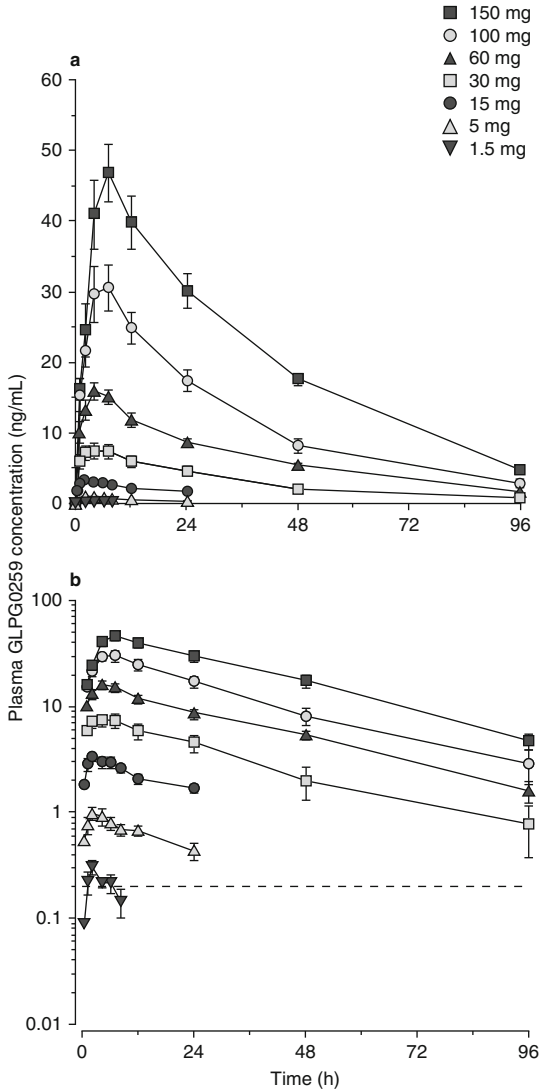 150 mg
100 mg
60 mg
30 mg
15 mg
5 mg
1.5 mg
a
60
50
40
30
20
10
0
0 24 48 72 96
Plasma GLPG0259 concentration (ng/mL)
b
100
10
1
0.1
0.01
0 24 48 72 96
Time (h)